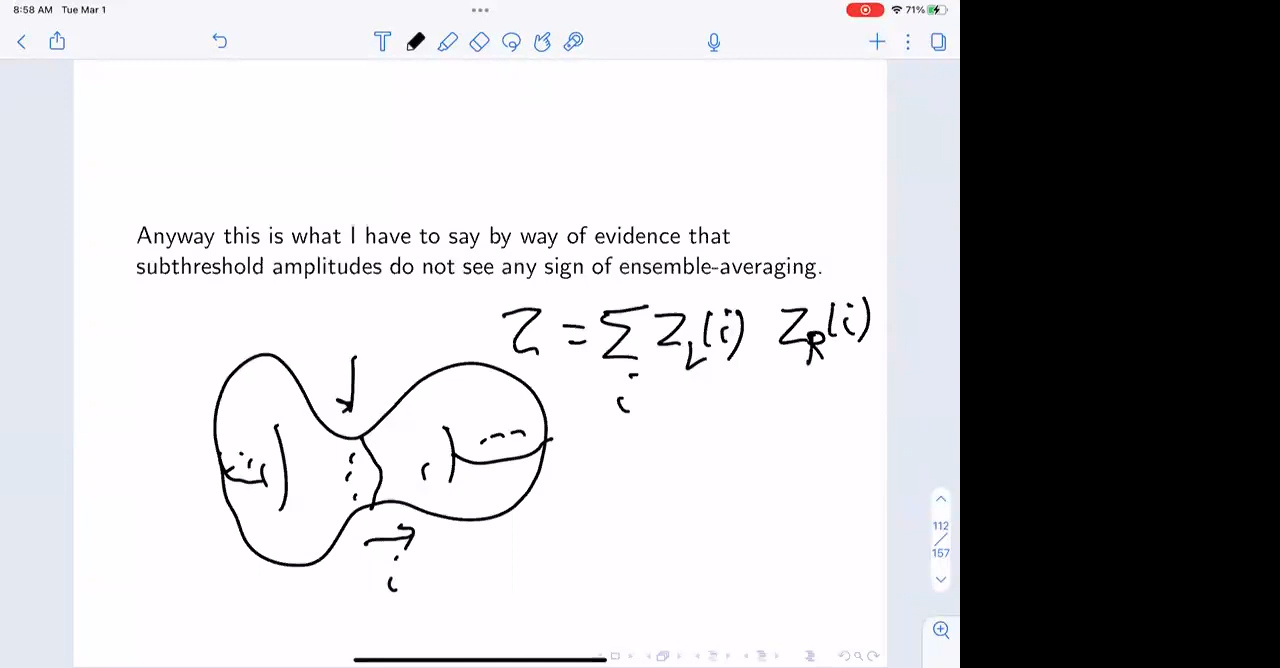 8:58 AM Tue Mar 1
71%
Anyway this is what I have to say by way of evidence that
subthreshold amplitudes do not see any sign of ensemble-averaging.
Z = ∑ Z_L(i) Z_R(i)
i
i
112
157